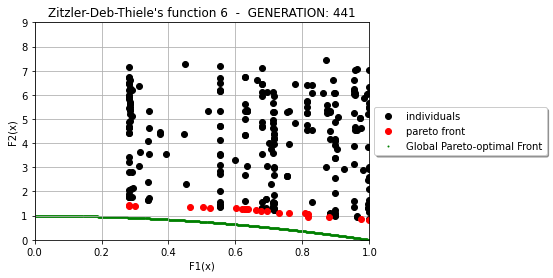 Zitzler-Deb-Thiele's function 6 - GENERATION: 441
9
8
7
6
5
4
3
2
1
0
F2(x)
0.0 0.2 0.4 0.6 0.8 1.0
F1(x)
individuals
pareto front
Global Pareto-optimal Front